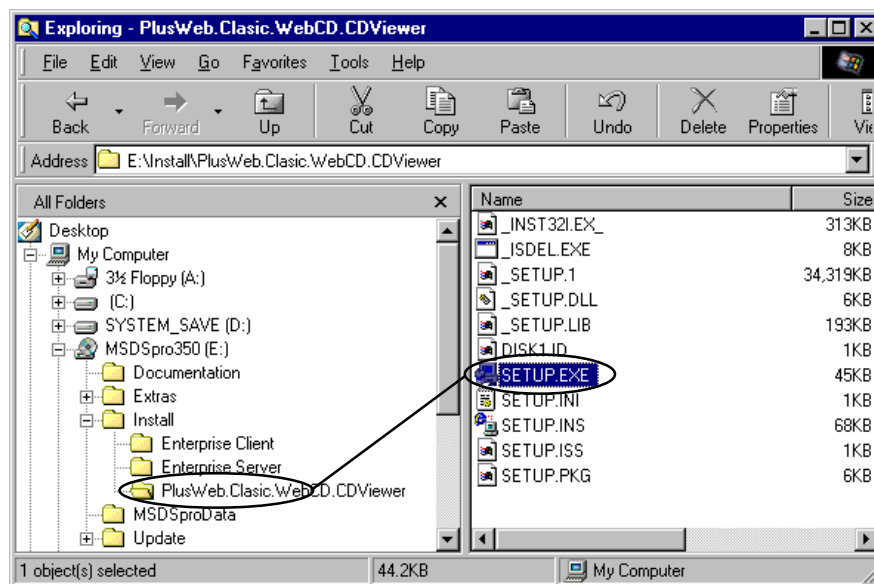 Exploring - PlusWeb.Clasic.WebCD.CDViewer
File Edit View Go Favorites Tools Help
Back Forward Up Cut Copy Paste Undo Delete Properties Vie
Address E:\Install\PlusWeb.Clasic.WebCD.CDViewer
All Folders
Desktop
My Computer
3½ Floppy (A:)
(C:)
SYSTEM_SAVE (D:)
MSDSpro350 (E:)
Documentation
Extras
Install
Enterprise Client
Enterprise Server
PlusWeb.Clasic.WebCD.CDViewer
MSDSproData
Update
Name Size
_INST32I.EX_ 313KB
_ISDEL.EXE 8KB
_SETUP.1 34,319KB
_SETUP.DLL 6KB
_SETUP.LIB 193KB
DISK1.ID 1KB
SETUP.EXE 45KB
SETUP.INI 1KB
SETUP.INS 68KB
SETUP.ISS 1KB
SETUP.PKG 6KB
1 object(s) selected 44.2KB My Computer